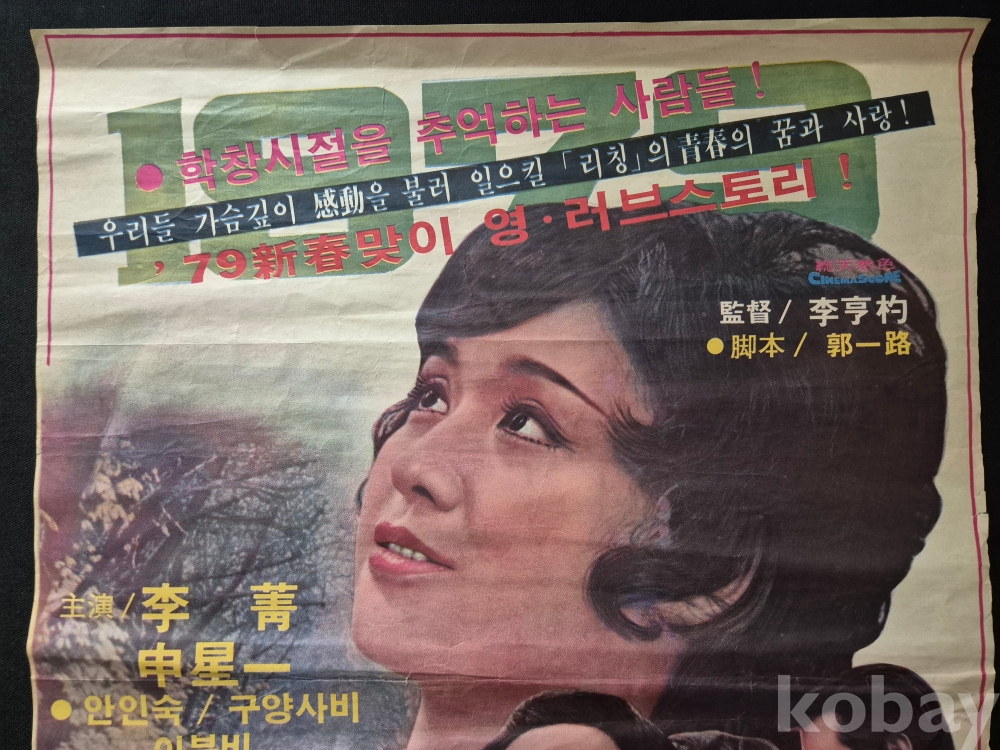 1979
● 학창시절을 추억하는 사람들!
우리들 가슴깊이 感動을 불러 일으킬 「리칭」의 靑春의 꿈과 사랑!
'79新春맞이 영·러브스토리!
CINEMASCOPE
監督/ 李亨杓
● 脚本/ 郭一路
主演/ 李 菁
申星一
● 안인숙 / 구양사비
kobay